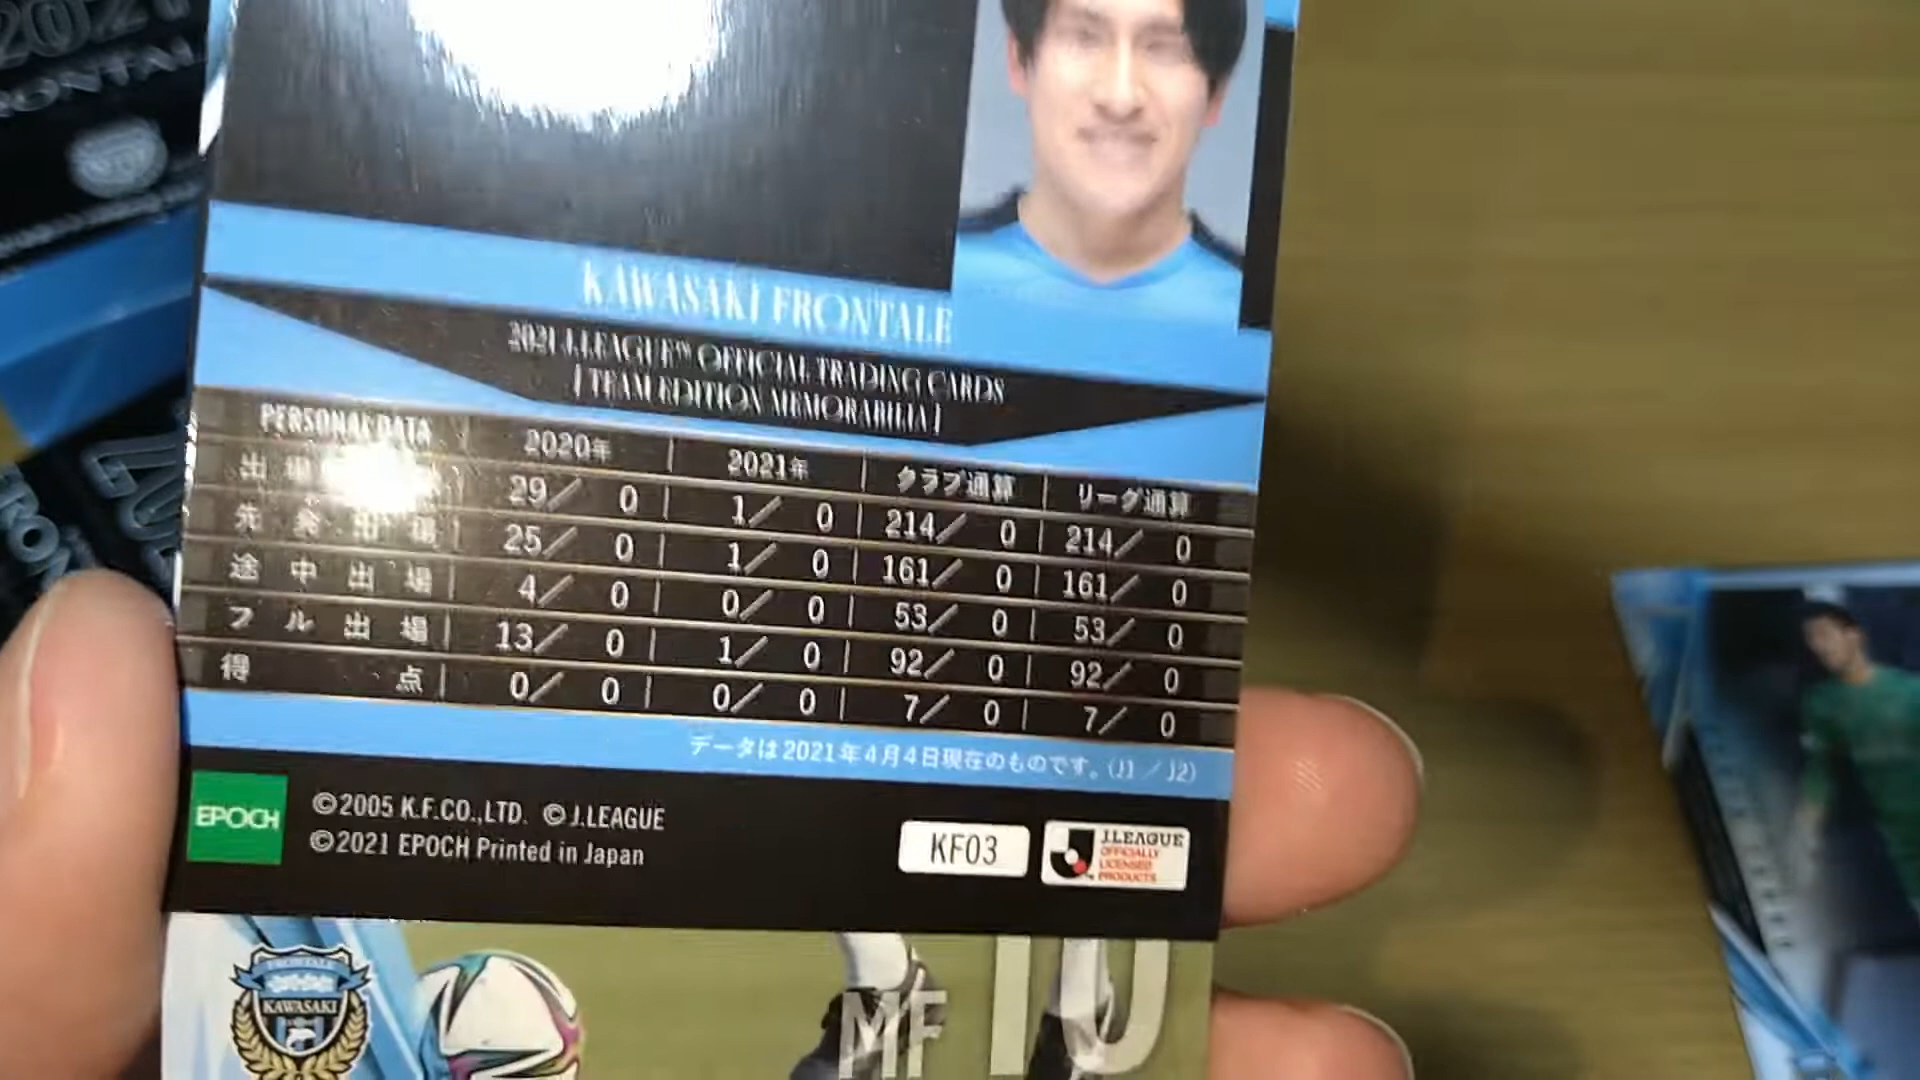 2021
FRONTALE
KAWASAKI FRONTALE
2021 J.LEAGUE™ OFFICIAL TRADING CARDS
[ TEAM EDITION MEMORABILIA ]
PERSONAL DATA 2020年 2021年 クラブ通算 リーグ通算
出場 29/ 0 1/ 0 214/ 0 214/ 0
先発出場 25/ 0 1/ 0 161/ 0 161/ 0
途中出場 4/ 0 0/ 0 53/ 0 53/ 0
フル出場 13/ 0 1/ 0 92/ 0 92/ 0
得点 0/ 0 0/ 0 7/ 0 7/ 0
データは2021年4月4日現在のものです。(J1/J2)
EPOCH
©2005 K.F.CO.,LTD. ©J.LEAGUE
©2021 EPOCH Printed in Japan
KF03
J.LEAGUE
OFFICIALLY
LICENSED
PRODUCTS
FRONTALE
KAWASAKI
MF 10